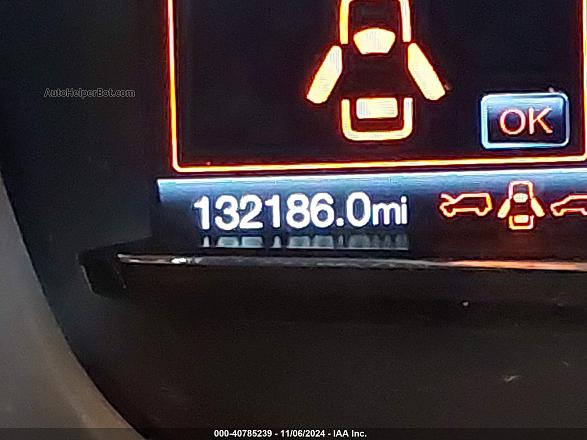 AutoHelperBot.com
OK
132186.0mi
000-40785239 - 11/06/2024 - IAA Inc.